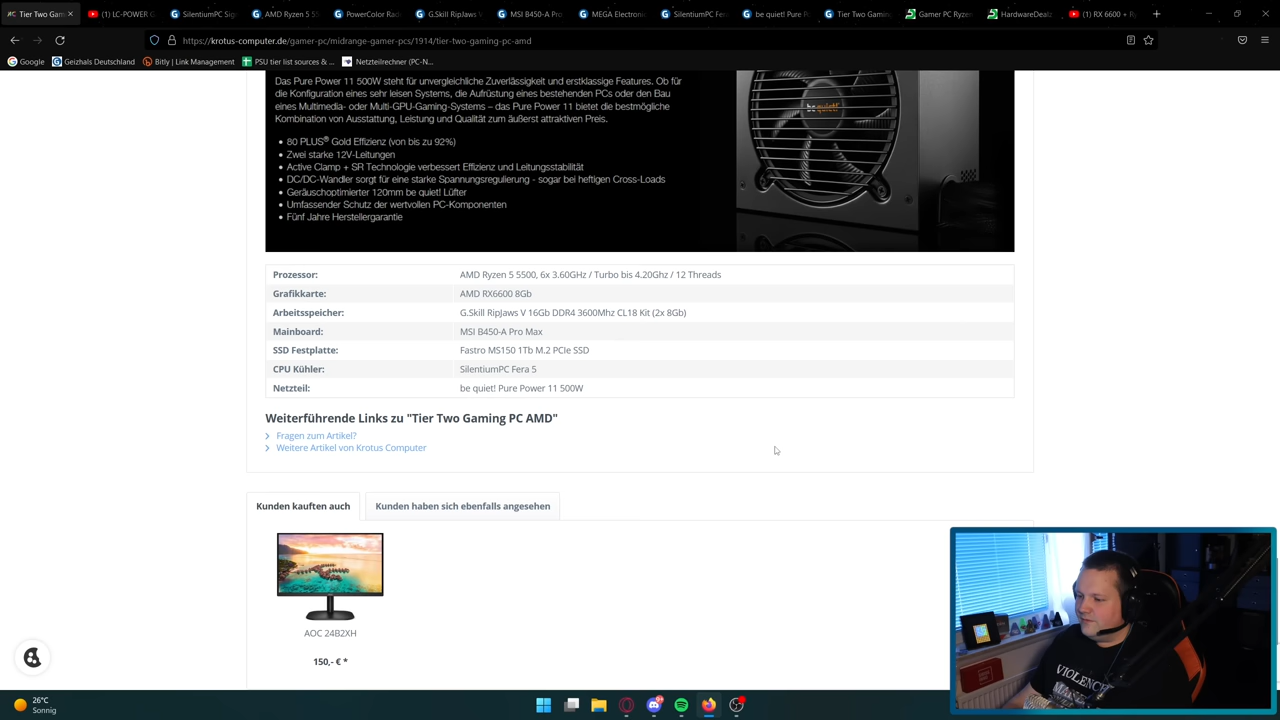 Tier Two Gam
(1) LC-POWER G
SilentiumPC Sig
AMD Ryzen 5 55
PowerColor Rad
G.Skill RipJaws V
MSI B450-A Pro
MEGA Electroni
SilentiumPC Fer
be quiet! Pure P
Tier Two Gaming
Gamer PC Ryze
HardwareDealz
(1) RX 6600 + Ry
https://krotus-computer.de/gamer-pc/midrange-gamer-pcs/1914/tier-two-gaming-pc-amd
Google
Geizhals Deutschland
Bitly | Link Management
PSU tier list sources & ...
Netzteilrechner (PC-N...
Das Pure Power 11 500W steht für unvergleichliche Zuverlässigkeit und erstklassige Features. Ob für
die Konfiguration eines sehr leisen Systems, die Aufrüstung eines bestehenden PCs oder den Bau
eines Multimedia- oder Multi-GPU-Gaming-Systems – das Pure Power 11 bietet die bestmögliche
Kombination von Ausstattung, Leistung und Qualität zum äußerst attraktiven Preis.
• 80 PLUS® Gold Effizienz (von bis zu 92%)
• Zwei starke 12V-Leitungen
• Active Clamp + SR Technologie verbessert Effizienz und Leitungsstabilität
• DC/DC-Wandler sorgt für eine starke Spannungsregulierung - sogar bei heftigen Cross-Loads
• Geräuschoptimierter 120mm be quiet! Lüfter
• Umfassender Schutz der wertvollen PC-Komponenten
• Fünf Jahre Herstellergarantie
be quiet!
Prozessor: AMD Ryzen 5 5500, 6x 3.60GHz / Turbo bis 4.20Ghz / 12 Threads
Grafikkarte: AMD RX6600 8Gb
Arbeitsspeicher: G.Skill RipJaws V 16Gb DDR4 3600Mhz CL18 Kit (2x 8Gb)
Mainboard: MSI B450-A Pro Max
SSD Festplatte: Fastro MS150 1Tb M.2 PCIe SSD
CPU Kühler: SilentiumPC Fera 5
Netzteil: be quiet! Pure Power 11 500W
Weiterführende Links zu "Tier Two Gaming PC AMD"
Fragen zum Artikel?
Weitere Artikel von Krotus Computer
Kunden kauften auch
Kunden haben sich ebenfalls angesehen
AOC 24B2XH
150,- € *
VIOLENCE
26°C
Sonnig